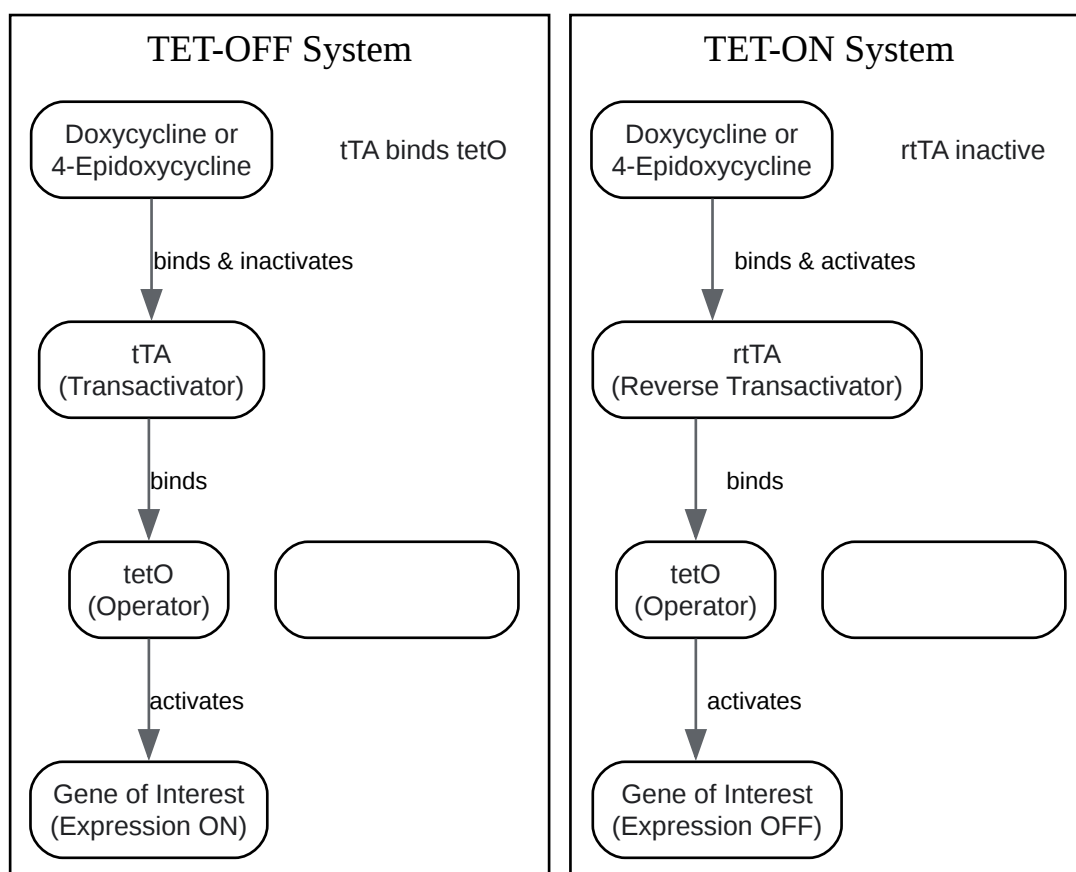 TET-OFF System
Doxycycline or
4-Epidoxycycline
tTA binds tetO
binds & inactivates
tTA
(Transactivator)
binds
tetO
(Operator)
activates
Gene of Interest
(Expression ON)
TET-ON System
Doxycycline or
4-Epidoxycycline
rtTA inactive
binds & activates
rtTA
(Reverse Transactivator)
binds
tetO
(Operator)
activates
Gene of Interest
(Expression OFF)